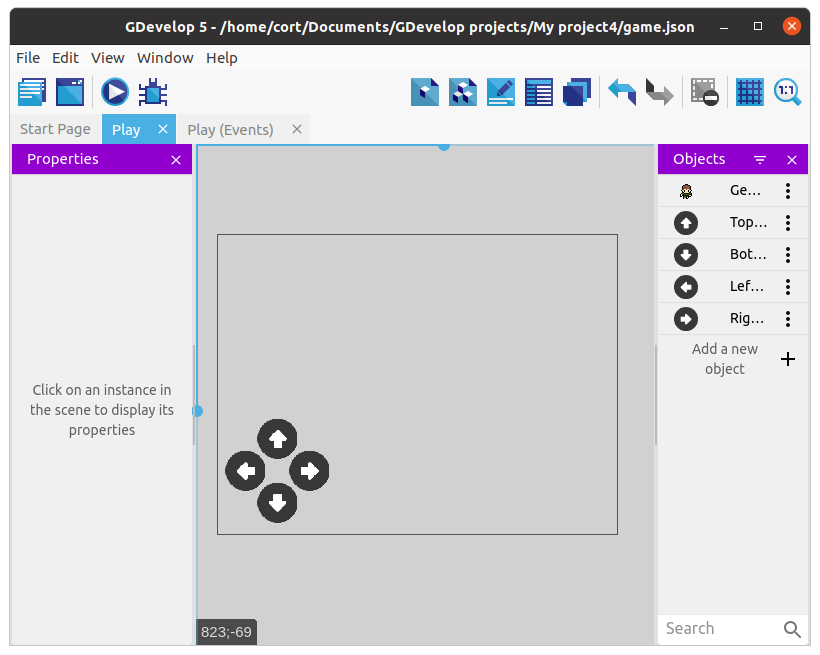 GDevelop 5 - /home/cort/Documents/GDevelop projects/My project4/game.json
File Edit View Window Help
1:1
Start Page Play Play (Events)
Properties
Click on an instance in
the scene to display its
properties
823;-69
Objects
Ge...
Top...
Bot...
Lef...
Rig...
Add a new
object
Search